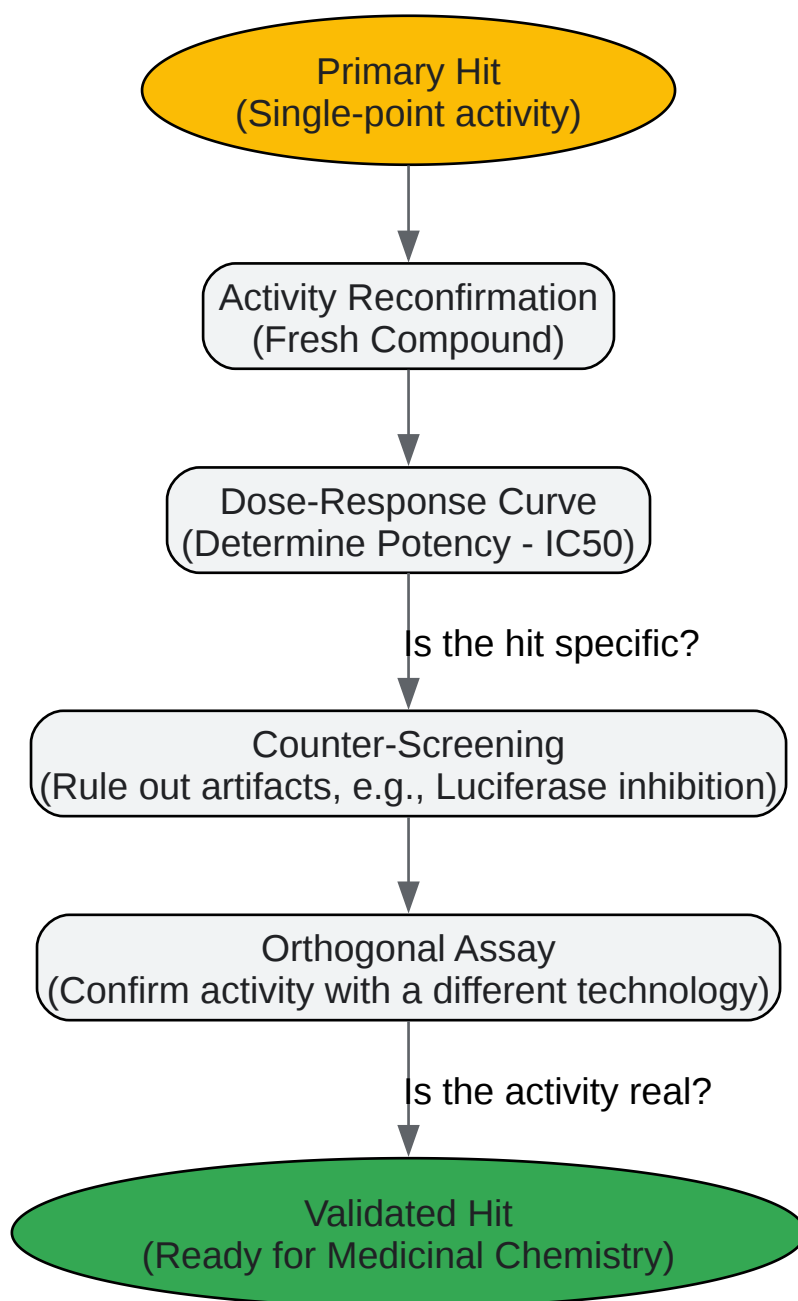 Primary Hit
(Single-point activity)
Activity Reconfirmation
(Fresh Compound)
Dose-Response Curve
(Determine Potency - IC50)
Is the hit specific?
Counter-Screening
(Rule out artifacts, e.g., Luciferase inhibition)
Orthogonal Assay
(Confirm activity with a different technology)
Is the activity real?
Validated Hit
(Ready for Medicinal Chemistry)